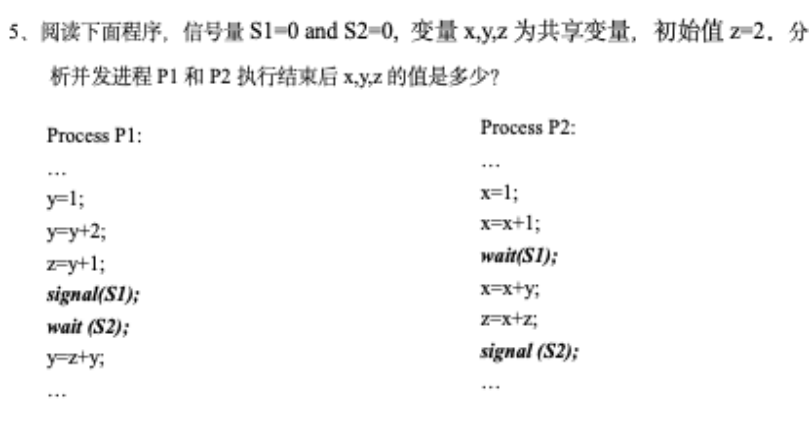 5、阅读下面程序，信号量 S1=0 and S2=0, 变量 x,y,z 为共享变量，初始值 z=2。分
析并发进程 P1 和 P2 执行结束后 x,y,z 的值是多少?
Process P1:
…
y=1;
y=y+2;
z=y+1;
signal(S1);
wait (S2);
y=z+y;
…
Process P2:
…
x=1;
x=x+1;
wait(S1);
x=x+y;
z=x+z;
signal (S2);
…